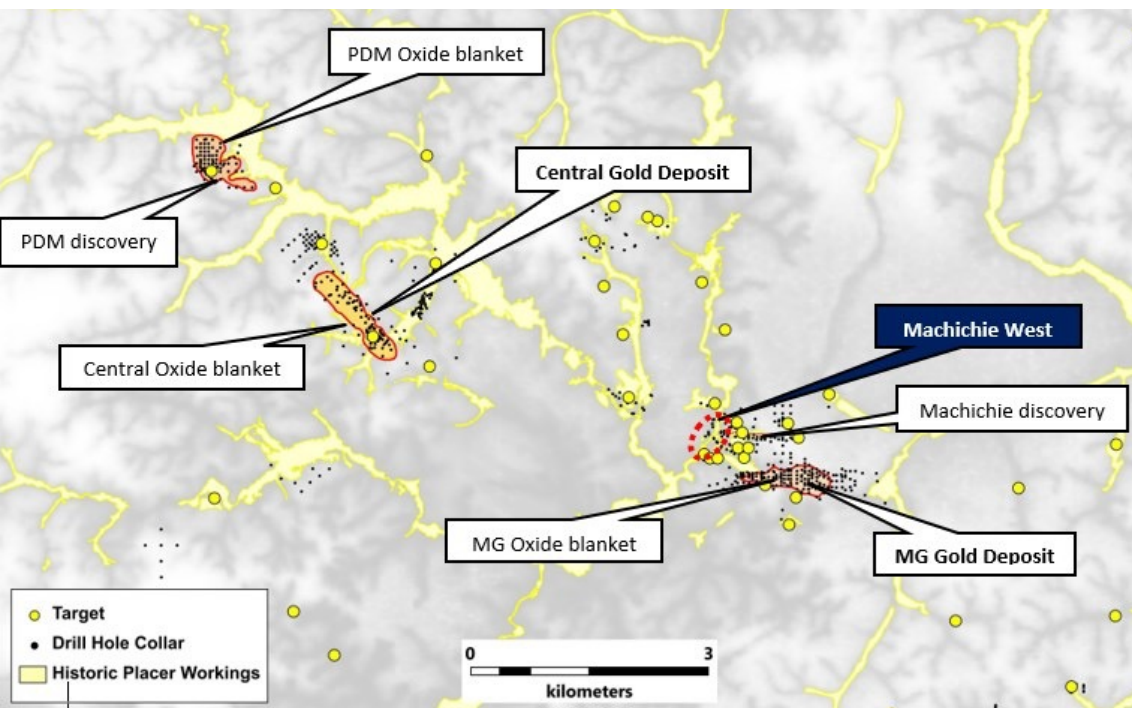 PDM Oxide blanket
Central Gold Deposit
PDM discovery
Machichie West
Central Oxide blanket
Machichie discovery
MG Oxide blanket
MG Gold Deposit
Target
Drill Hole Collar
Historic Placer Workings
0 3
kilometers